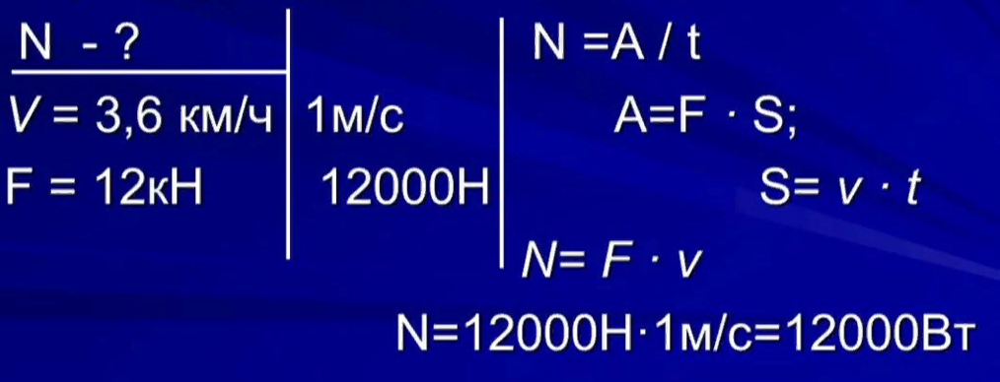 N - ?
V = 3,6 км/ч
F = 12кН
1м/с
12000Н
N =A / t
A=F · S;
S= v · t
N= F · v
N=12000Н·1м/с=12000Вт